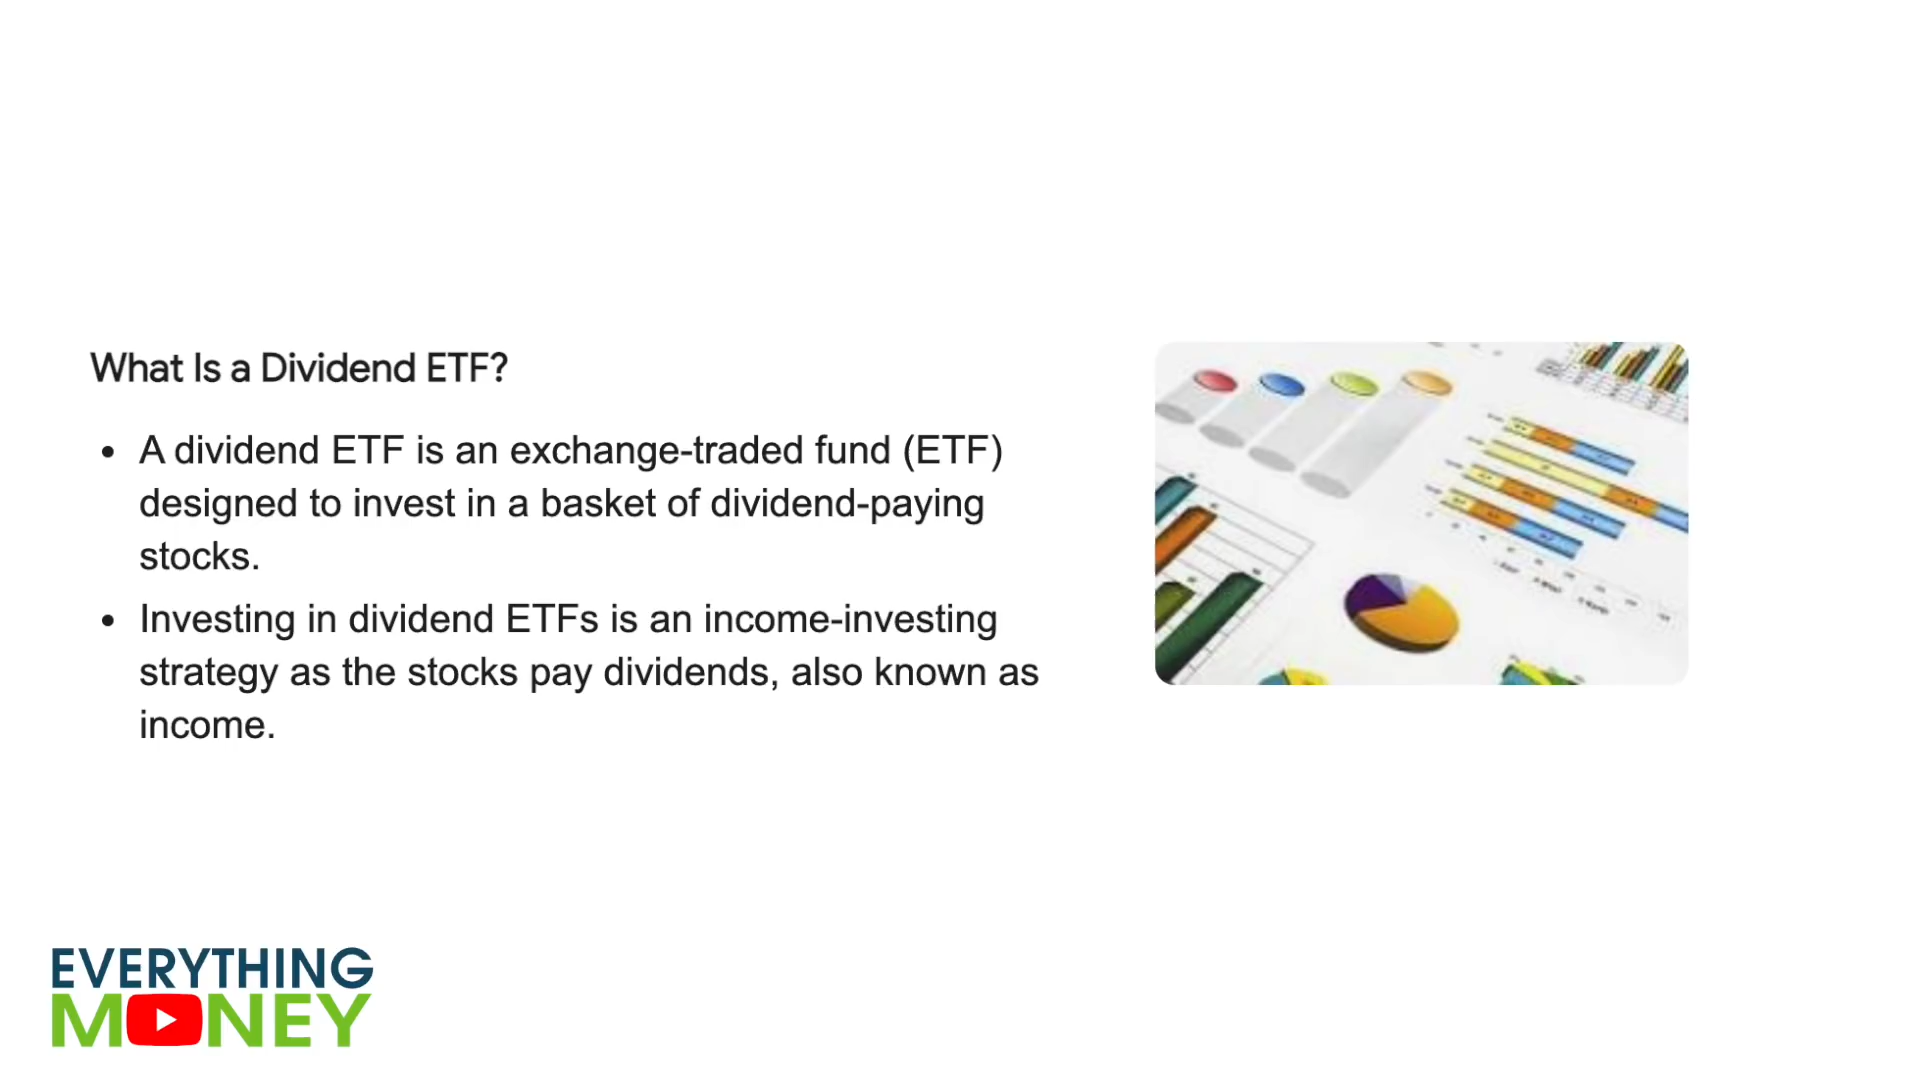 What Is a Dividend ETF?
• A dividend ETF is an exchange-traded fund (ETF)
designed to invest in a basket of dividend-paying
stocks.
• Investing in dividend ETFs is an income-investing
strategy as the stocks pay dividends, also known as
income.
EVERYTHING
MONEY